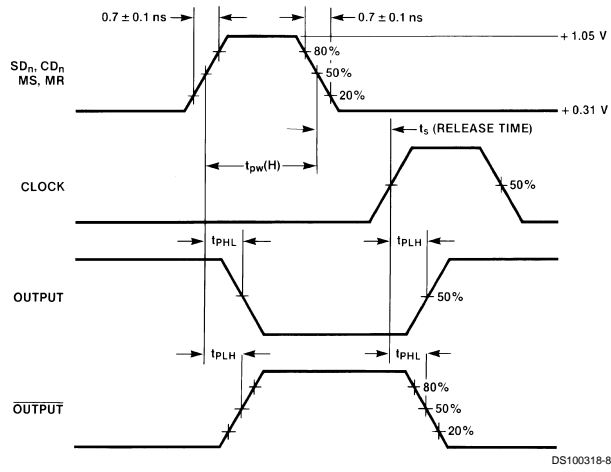 0.7 ± 0.1 ns
0.7 ± 0.1 ns
+ 1.05 V
80%
SDn, CDn
MS, MR
50%
20%
+ 0.31 V
ts (RELEASE TIME)
tpw(H)
CLOCK
50%
tPHL
tPLH
OUTPUT
50%
tPLH
tPHL
80%
OUTPUT
50%
20%
DS100318-8